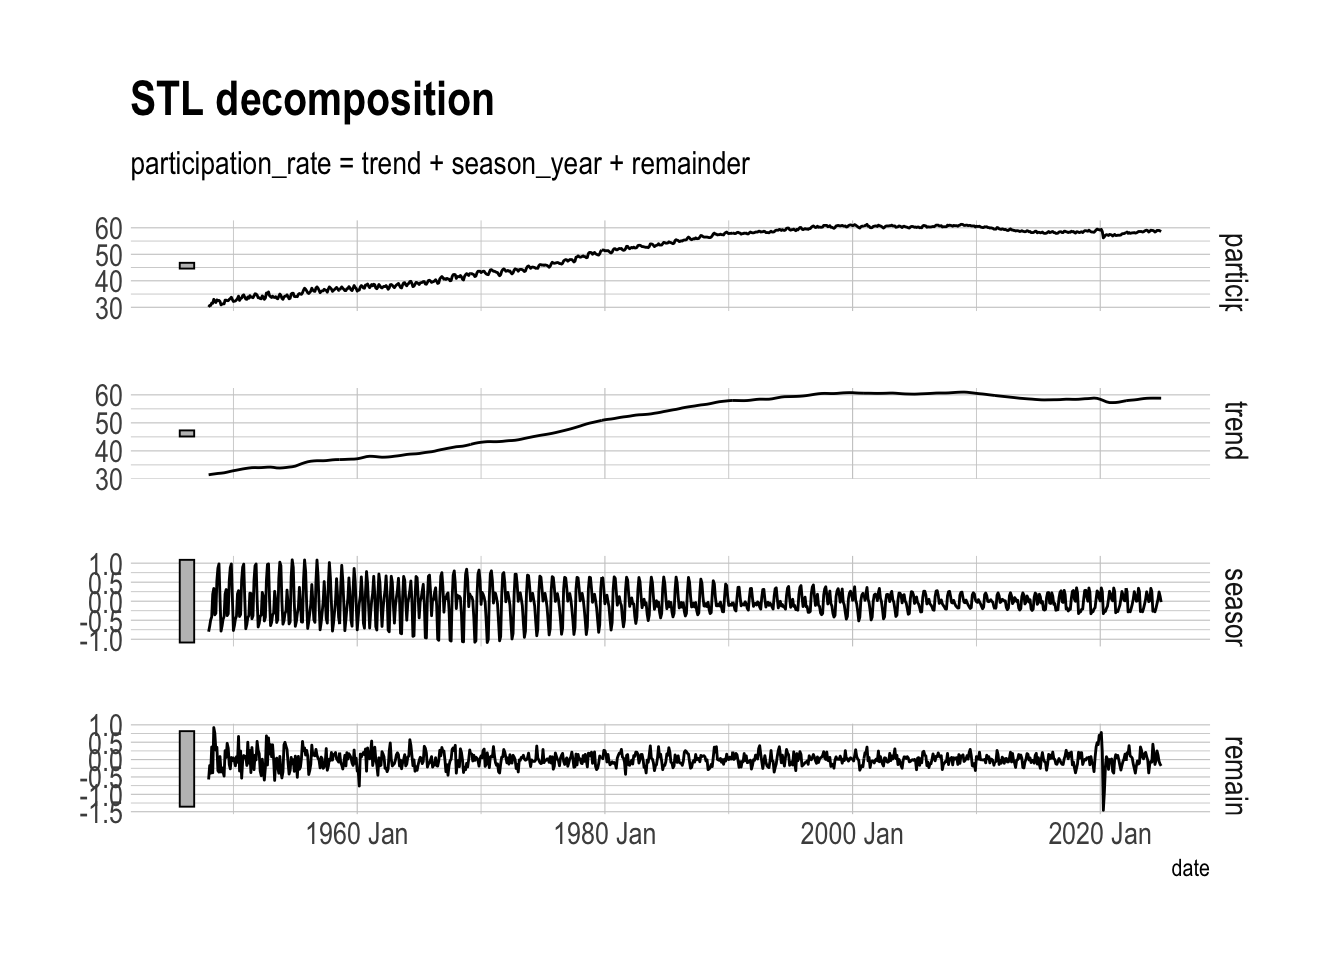 STL decomposition
participation_rate = trend + season_year + remainder
60
50
40
30
particip
60
50
40
30
trend
1.0
0.5
0.0
-0.5
-1.0
season
1.0
0.5
0.0
-0.5
-1.0
-1.5
remain
1960 Jan
1980 Jan
2000 Jan
2020 Jan
date